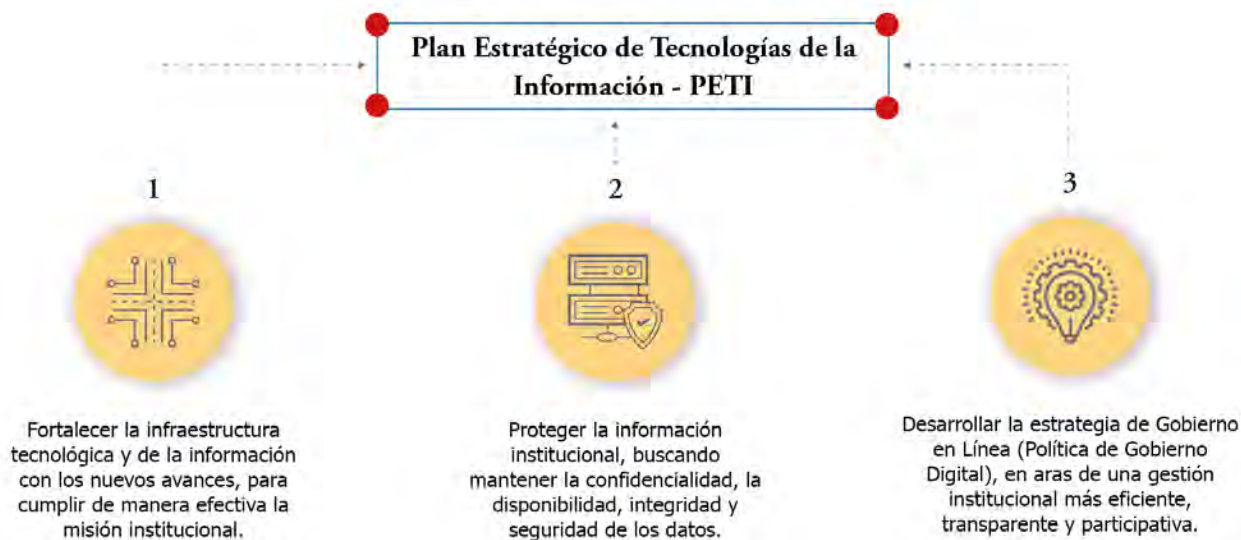 Plan Estratégico de Tecnologías de la
Información - PETI
1
2
3
Fortalecer la infraestructura
tecnológica y de la información
con los nuevos avances, para
cumplir de manera efectiva la
misión institucional.
Proteger la información
institucional, buscando
mantener la confidencialidad, la
disponibilidad, integridad y
seguridad de los datos.
Desarrollar la estrategia de Gobierno
en Línea (Política de Gobierno
Digital), en aras de una gestión
institucional más eficiente,
transparente y participativa.